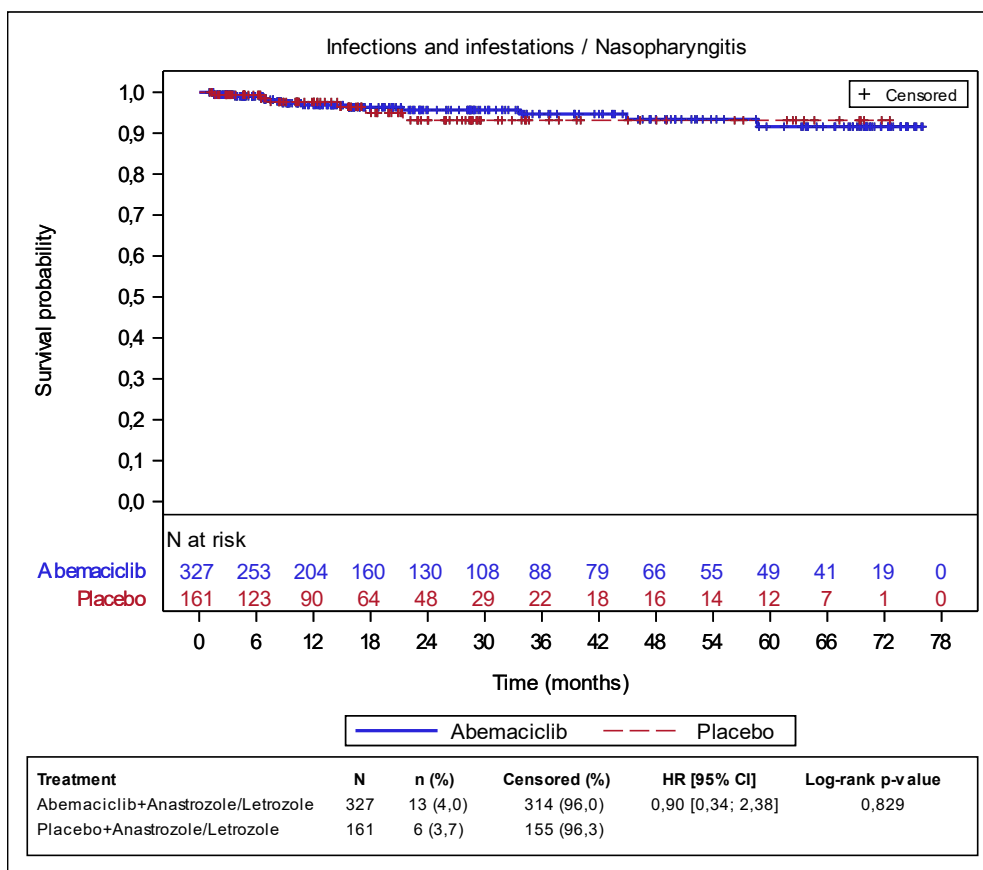 Infections and infestations / Nasopharyngitis
+ Censored
1,0
0,9
0,8
0,7
0,6
0,5
0,4
0,3
0,2
0,1
0,0
Survival probability
N at risk
Abemaciclib 327 253 204 160 130 108 88 79 66 55 49 41 19 0
Placebo 161 123 90 64 48 29 22 18 16 14 12 7 1 0
0 6 12 18 24 30 36 42 48 54 60 66 72 78
Time (months)
Abemaciclib Placebo
Treatment N n (%) Censored (%) HR [95% CI] Log-rank p-value
Abemaciclib+Anastrozole/Letrozole 327 13 (4,0) 314 (96,0) 0,90 [0,34; 2,38] 0,829
Placebo+Anastrozole/Letrozole 161 6 (3,7) 155 (96,3)